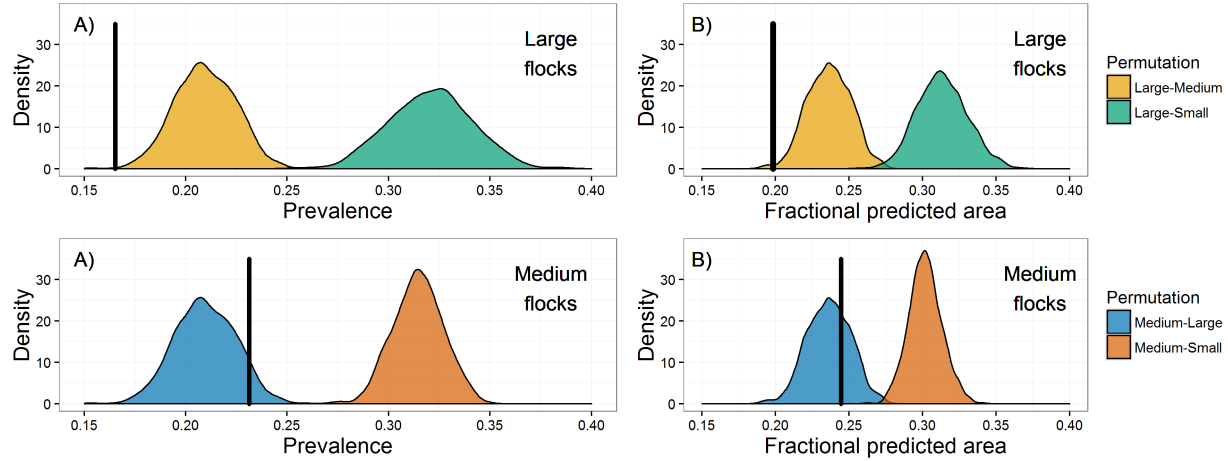 A)
Large
flocks
Density
30
20
10
0
0.15 0.20 0.25 0.30 0.35 0.40
Prevalence
B)
Large
flocks
Density
30
20
10
0
0.15 0.20 0.25 0.30 0.35 0.40
Fractional predicted area
Permutation
Large-Medium
Large-Small
A)
Medium
flocks
Density
30
20
10
0
0.15 0.20 0.25 0.30 0.35 0.40
Prevalence
B)
Medium
flocks
Density
30
20
10
0
0.15 0.20 0.25 0.30 0.35 0.40
Fractional predicted area
Permutation
Medium-Large
Medium-Small